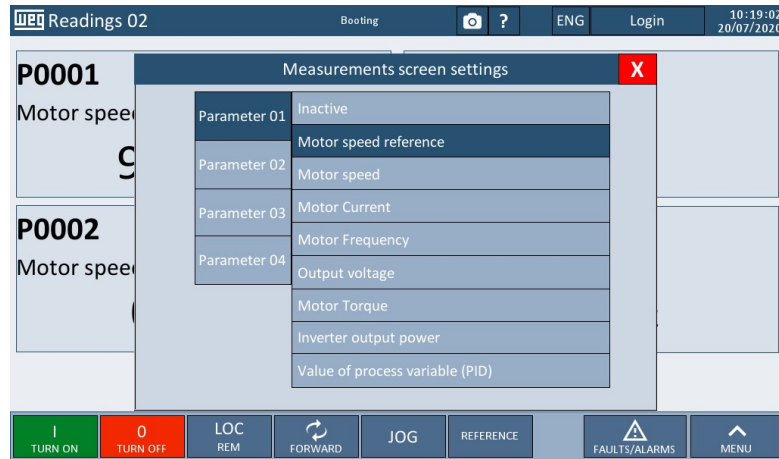 WEG Readings 02
Booting
?
ENG
Login
10:19:02
20/07/2020
P0001
Motor speed
9
P0002
Motor speed
Measurements screen settings
X
Parameter 01
Parameter 02
Parameter 03
Parameter 04
Inactive
Motor speed reference
Motor speed
Motor Current
Motor Frequency
Output voltage
Motor Torque
Inverter output power
Value of process variable (PID)
I
TURN ON
0
TURN OFF
LOC
REM
FORWARD
JOG
REFERENCE
FAULTS/ALARMS
MENU